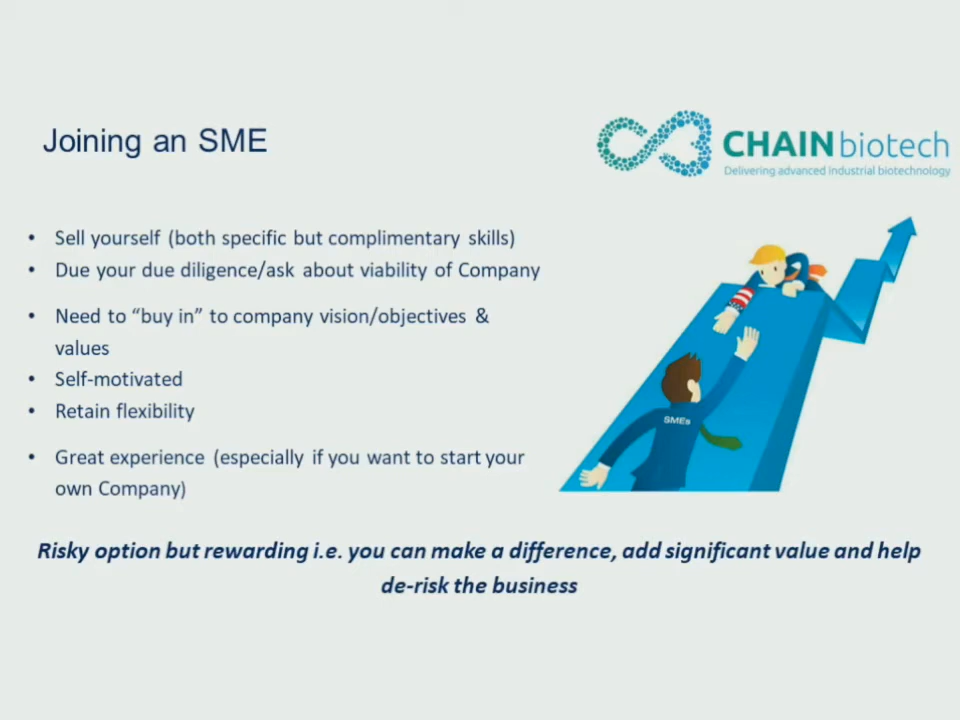 Joining an SME
CHAIN biotech
Delivering advanced industrial biotechnology
• Sell yourself (both specific but complimentary skills)
• Due your due diligence/ask about viability of Company
• Need to “buy in” to company vision/objectives &
values
• Self-motivated
• Retain flexibility
• Great experience (especially if you want to start your
own Company)
SMEs
Risky option but rewarding i.e. you can make a difference, add significant value and help
de-risk the business